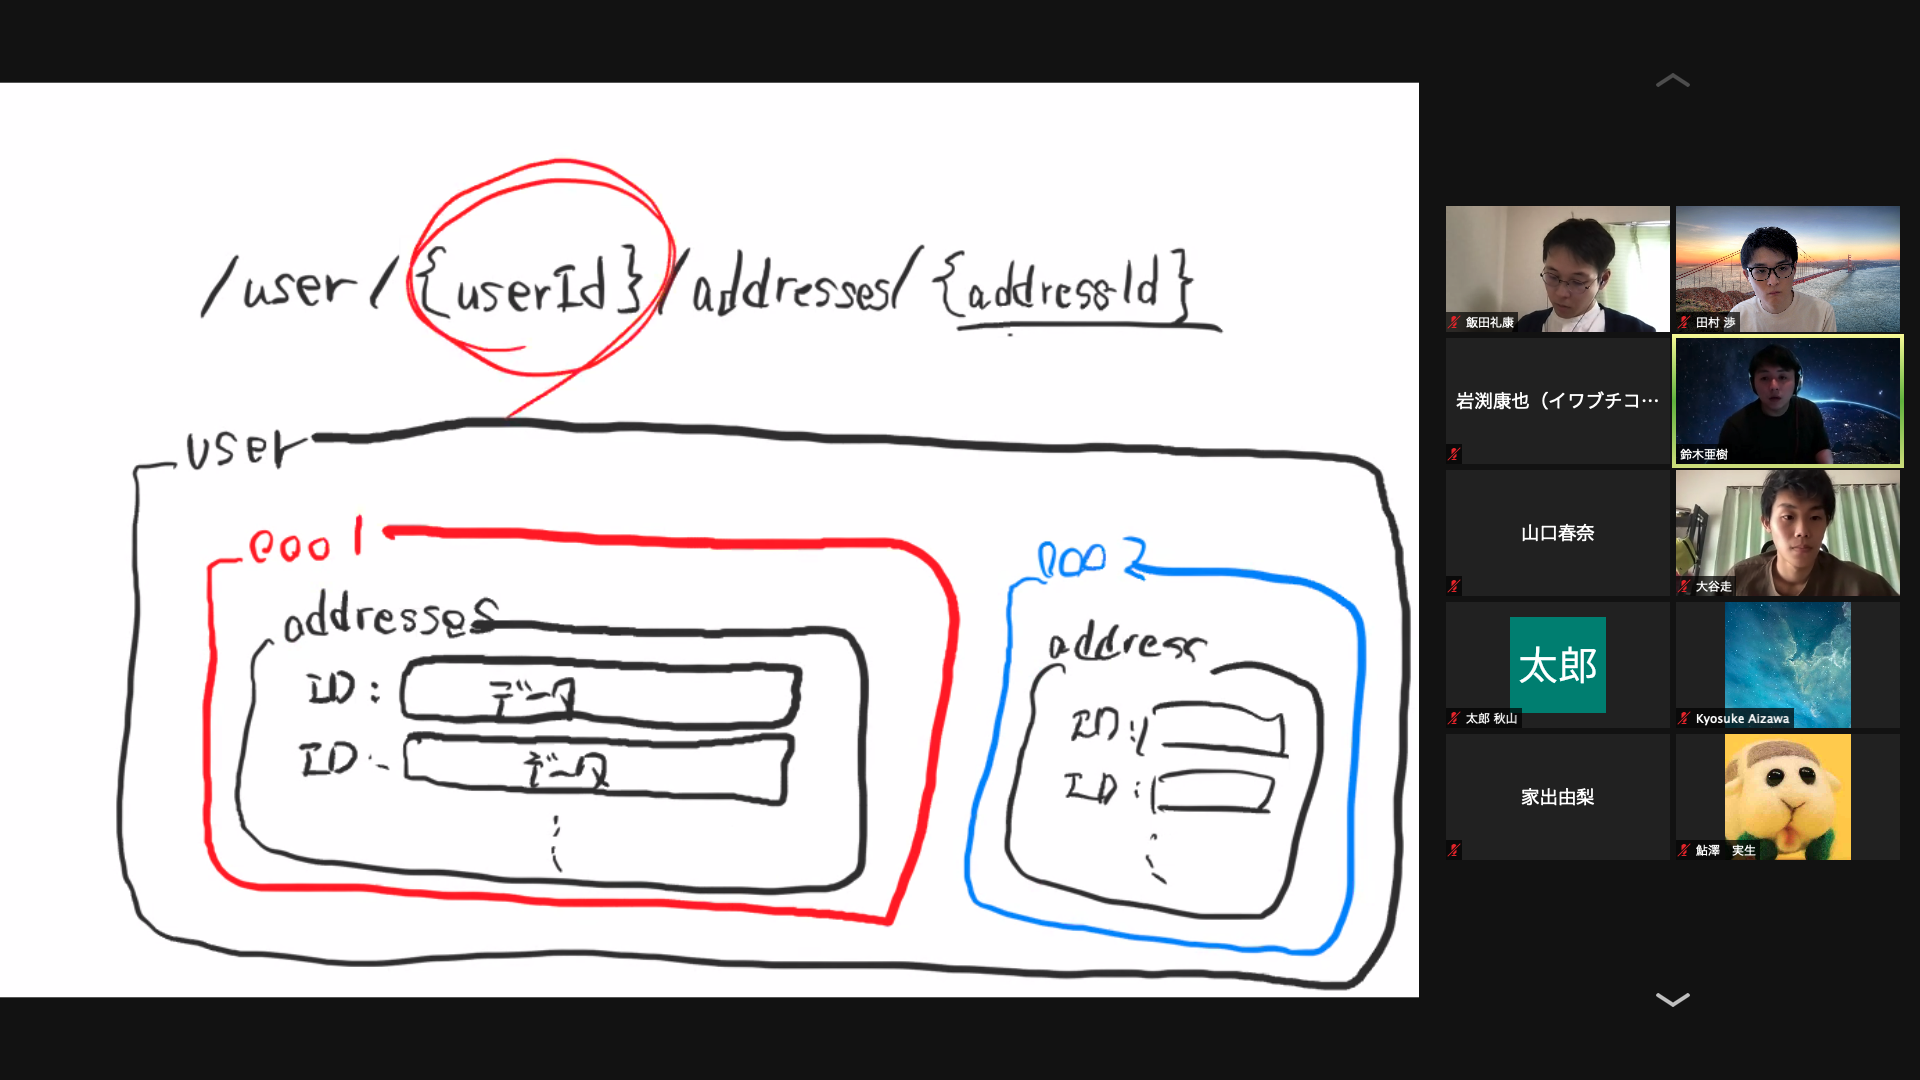 /user/{userId}/addresses/{addressId}
user
0001
addresses
ID: データ
ID: データ
0002
address
ID:
ID:
飯田礼康
田村 渉
岩渕康也（イワブチコ…
鈴木亜樹
山口春奈
大谷走
太郎
太郎 秋山
Kyosuke Aizawa
家出由梨
鮎澤 実生